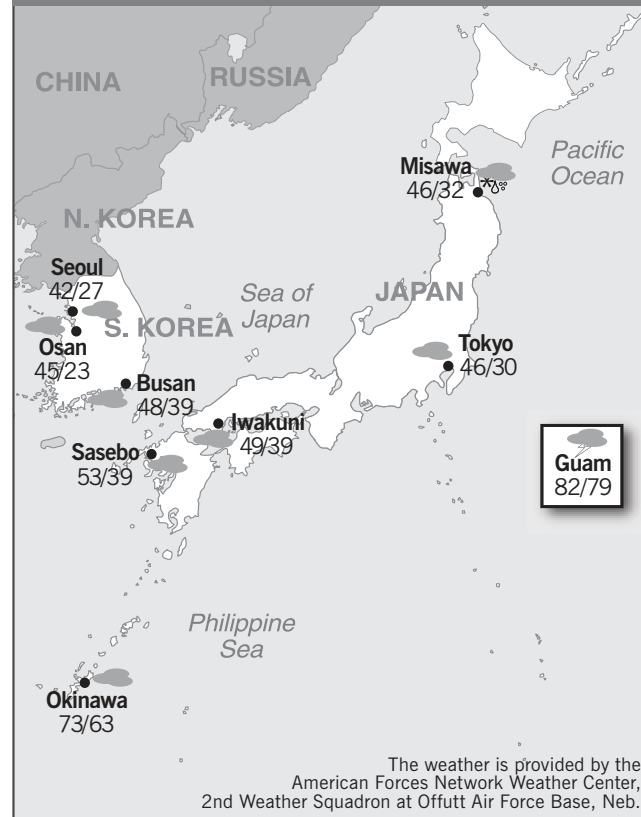 CHINA
RUSSIA
Pacific
Ocean
Misawa
46/32
N. KOREA
Seoul
42/27
Sea of
Japan
JAPAN
S. KOREA
Osan
45/23
Tokyo
46/30
Busan
48/39
Iwakuni
49/39
Sasebo
53/39
Guam
82/79
Philippine
Sea
Okinawa
73/63
The weather is provided by the
American Forces Network Weather Center,
2nd Weather Squadron at Offutt Air Force Base, Neb.